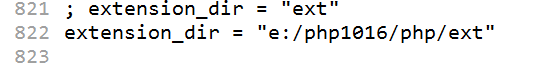 821 ; extension_dir = "ext"
822 extension_dir = "e:/php1016/php/ext"
823